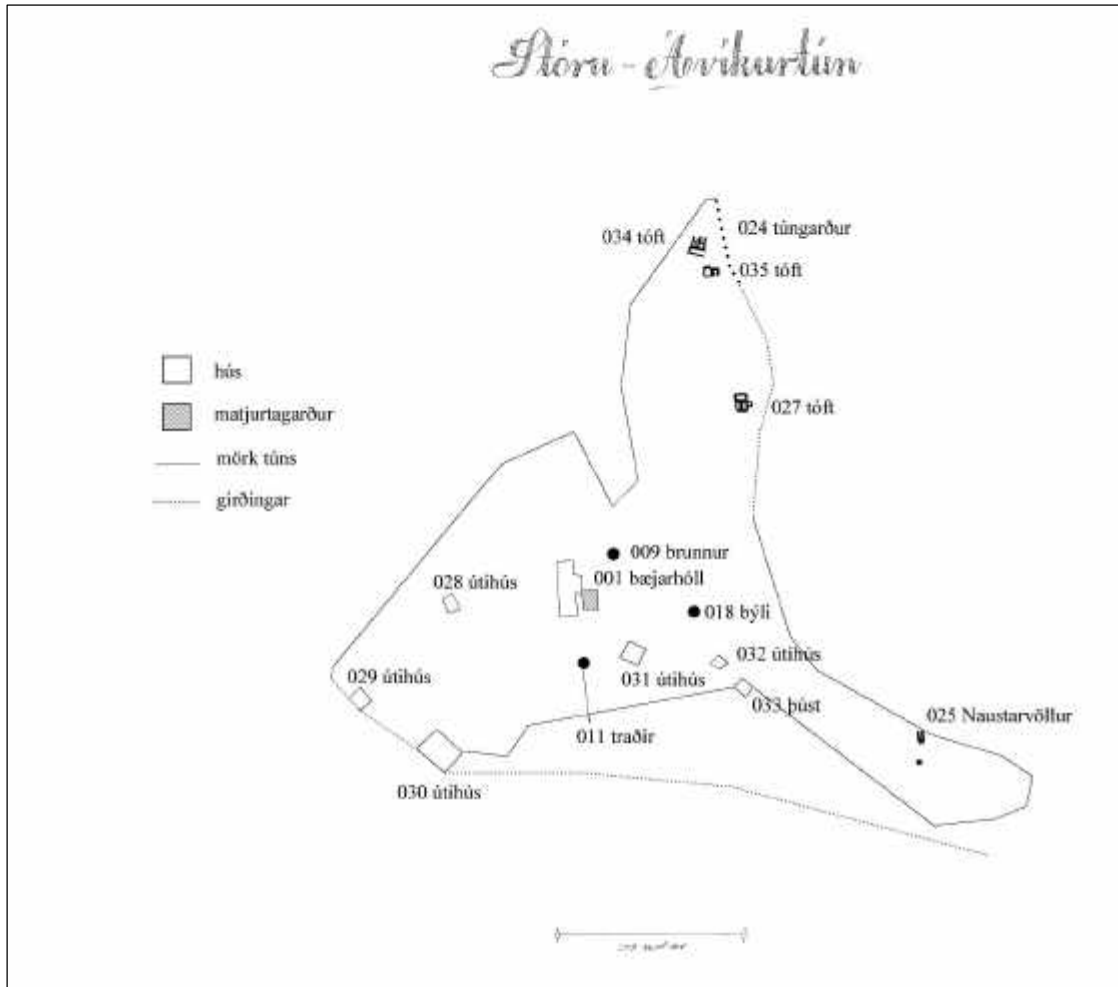 Stóru-Ávíkurtún
034 tóft
024 túngarður
035 tóft
hús
matjurtagarður
mörk túns
girðingar
027 tóft
009 brunnur
028 útihús
001 bæjarhóll
018 býli
029 útihús
031 útihús
032 útihús
033 þúst
011 traðir
025 Naustarvöllur
030 útihús